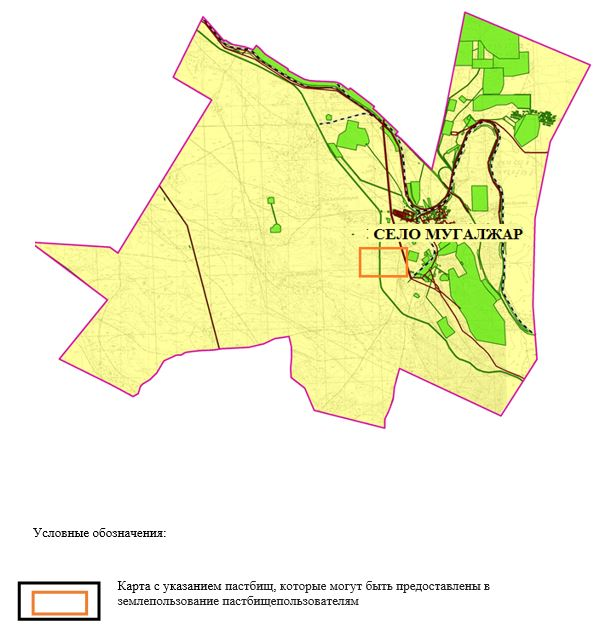 СЕЛО МУГАЛЖАР
Условные обозначения:
Карта с указанием пастбищ, которые могут быть предоставлены в
землепользование пастбищепользователям